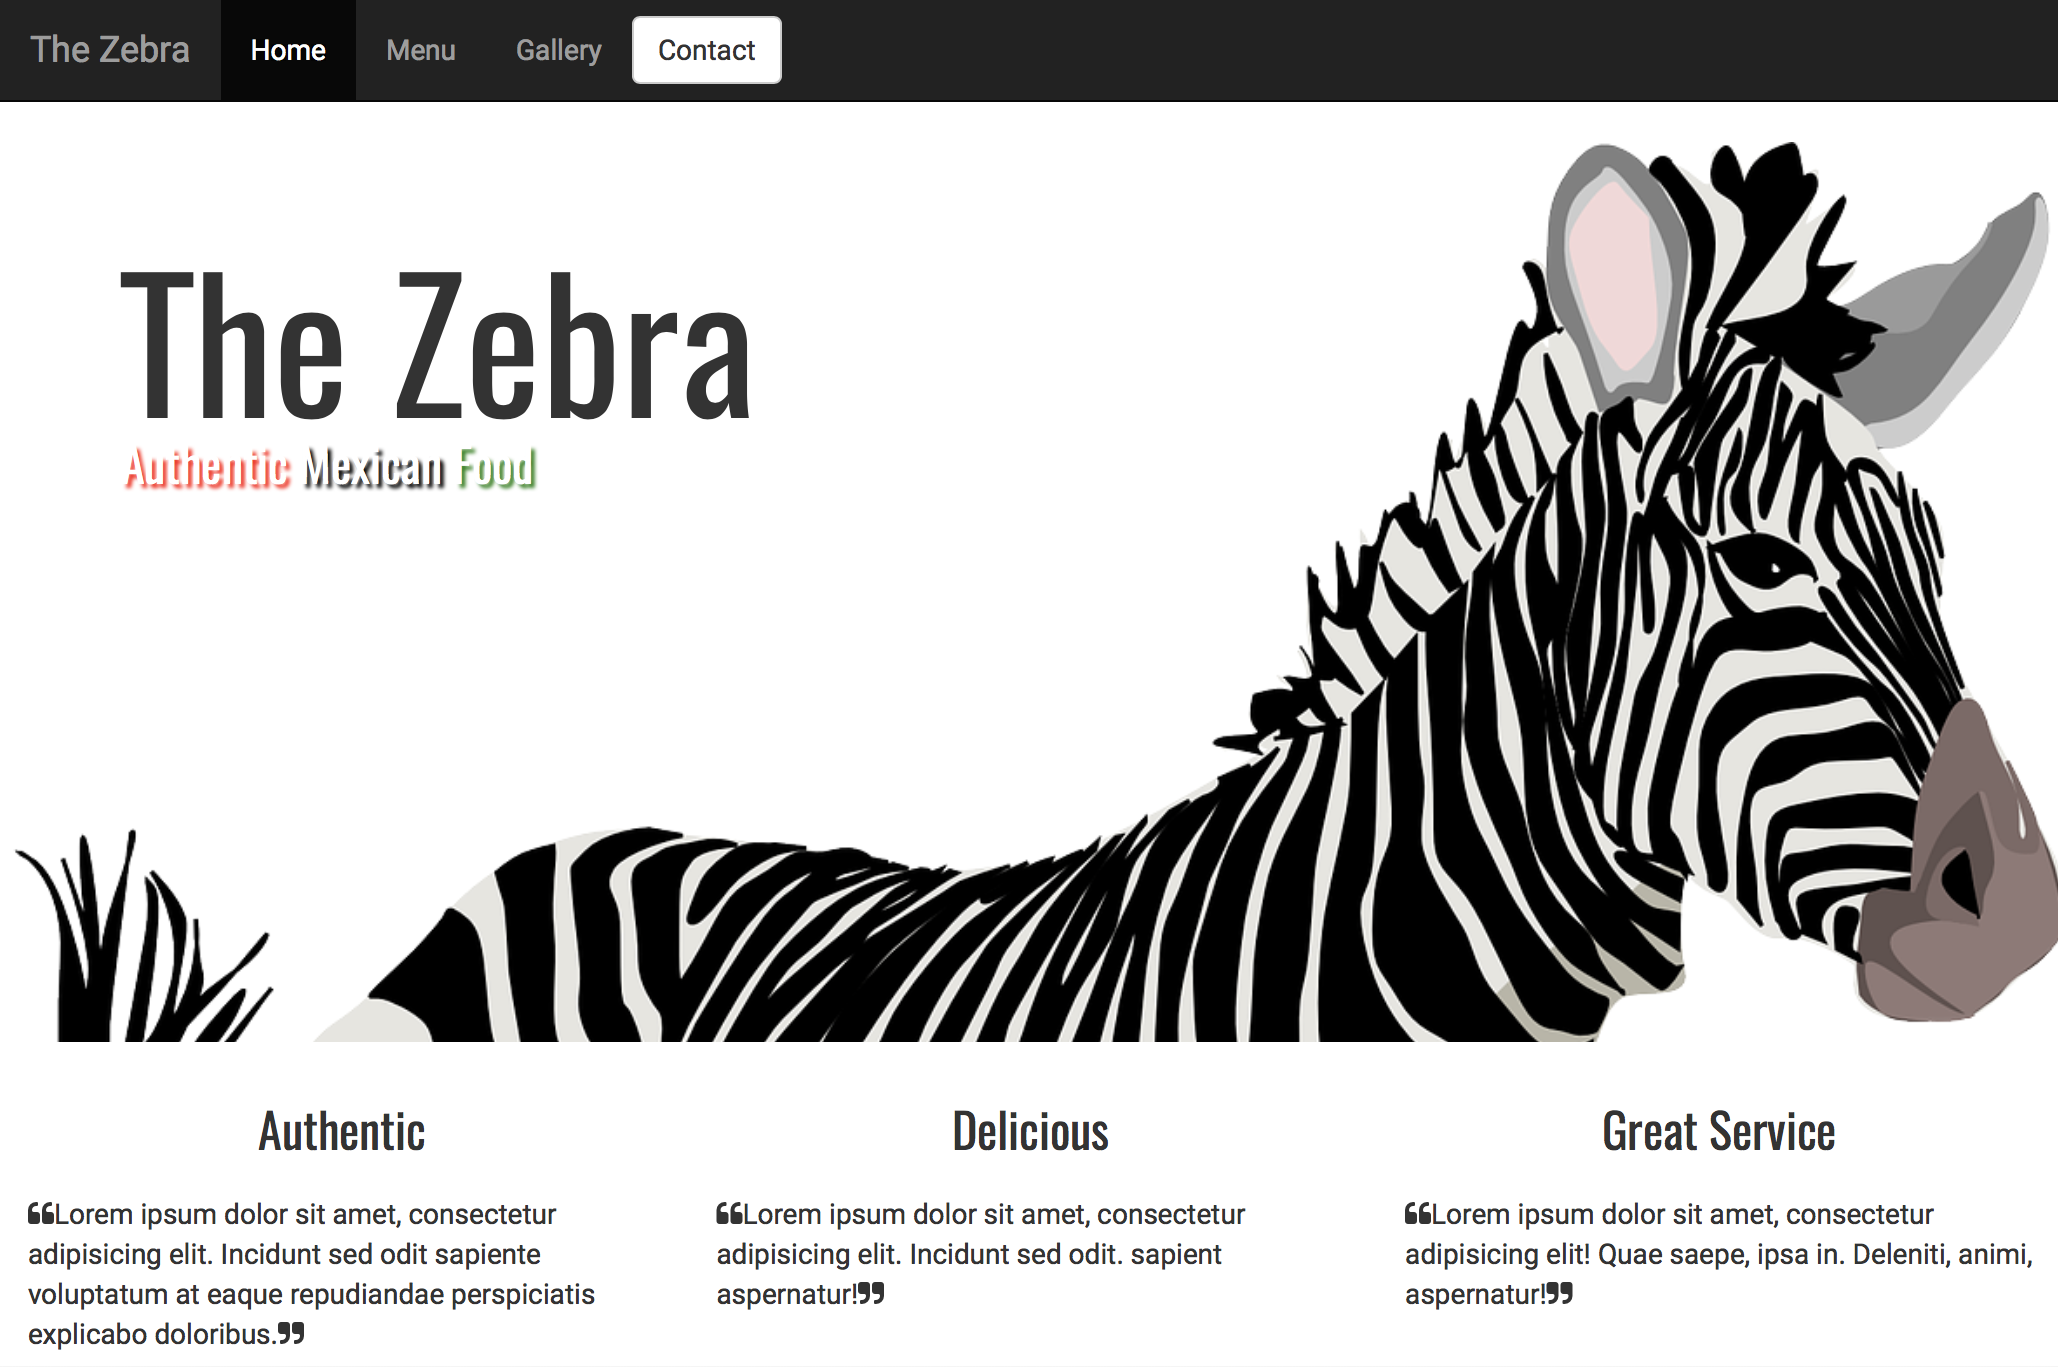 The Zebra Home Menu Gallery Contact
The Zebra
Authentic Mexican Food
Authentic
“Lorem ipsum dolor sit amet, consectetur
adipisicing elit. Incidunt sed odit sapiente
voluptatum at eaque repudiandae perspiciatis
explicabo doloribus.”
Delicious
“Lorem ipsum dolor sit amet, consectetur
adipisicing elit. Incidunt sed odit. sapient
aspernatur!”
Great Service
“Lorem ipsum dolor sit amet, consectetur
adipisicing elit! Quae saepe, ipsa in. Deleniti, animi,
aspernatur!”